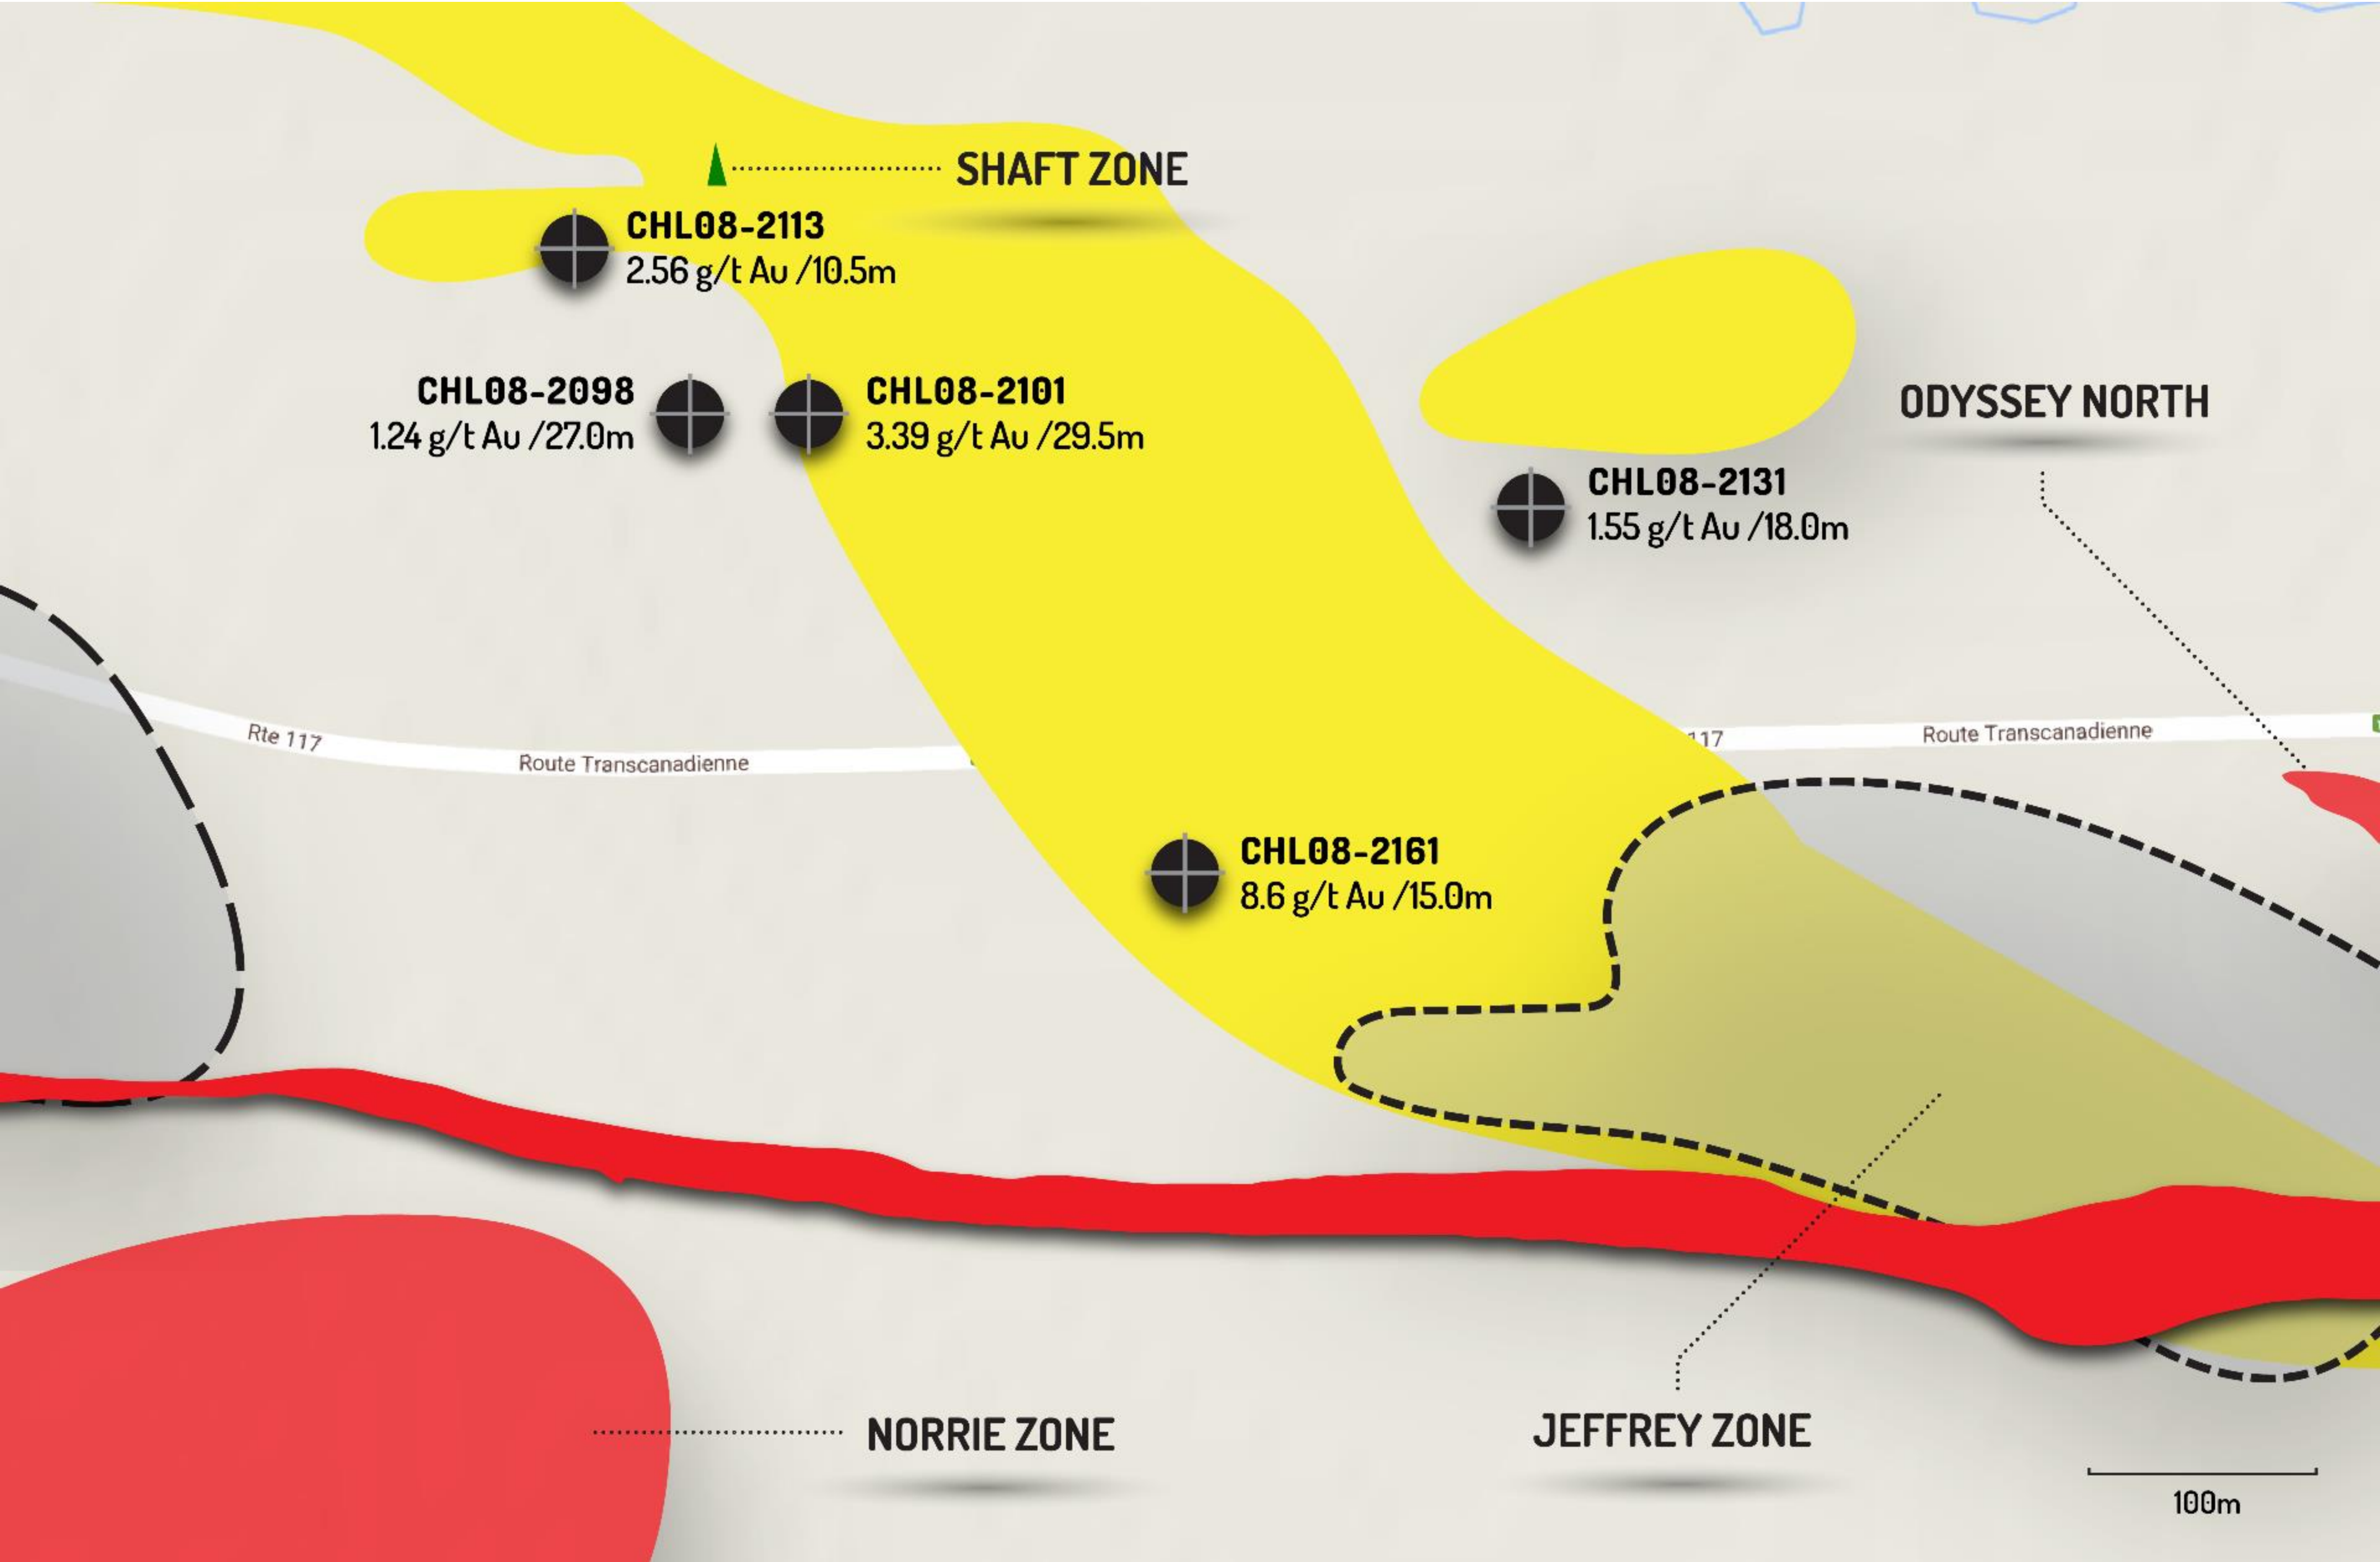 SHAFT ZONE
CHL08-2113
2.56 g/t Au /10.5m
CHL08-2098
1.24 g/t Au /27.0m
CHL08-2101
3.39 g/t Au /29.5m
ODYSSEY NORTH
CHL08-2131
1.55 g/t Au /18.0m
Rte 117
Route Transcanadienne
117
Route Transcanadienne
CHL08-2161
8.6 g/t Au /15.0m
NORRIE ZONE
JEFFREY ZONE
100m